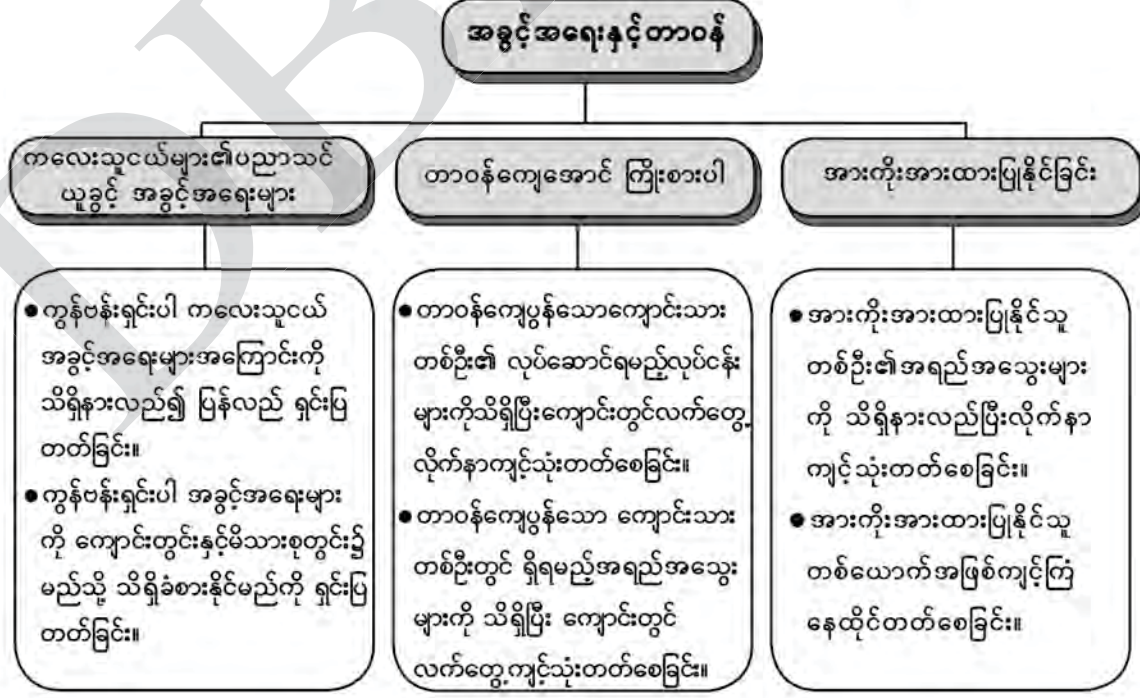 အခွင့်အရေးနှင့်တာဝန်
ကလေးသူငယ်များ၏ပညာသင်
ယူခွင့် အခွင့်အရေးများ
တာဝန်ကျေအောင် ကြိုးစားပါ
အားကိုးအားထားပြုနိုင်ခြင်း
● ကွန်ဗန်းရှင်းပါ ကလေးသူငယ်
အခွင့်အရေးများအကြောင်းကို
သိရှိနားလည်၍ ပြန်လည် ရှင်းပြ
တတ်ခြင်း။
● ကွန်ဗန်းရှင်းပါ အခွင့်အရေးများ
ကို ကျောင်းတွင်းနှင့်မိသားစုတွင်း၌
မည်သို့ သိရှိခံစားနိုင်မည်ကို ရှင်းပြ
တတ်ခြင်း။
● တာဝန်ကျေပွန်သောကျောင်းသား
တစ်ဦး၏ လုပ်ဆောင်ရမည့်လုပ်ငန်း
များကိုသိရှိပြီးကျောင်းတွင်လက်တွေ့
လိုက်နာကျင့်သုံးတတ်စေခြင်း။
● တာဝန်ကျေပွန်သော ကျောင်းသား
တစ်ဦးတွင် ရှိရမည့်အရည်အသွေး
များကို သိရှိပြီး ကျောင်းတွင်
လက်တွေ့ကျင့်သုံးတတ်စေခြင်း။
● အားကိုးအားထားပြုနိုင်သူ
တစ်ဦး၏အရည်အသွေးများ
ကို သိရှိနားလည်ပြီးလိုက်နာ
ကျင့်သုံးတတ်စေခြင်း။
● အားကိုးအားထားပြုနိုင်သူ
တစ်ယောက်အဖြစ်ကျင့်ကြံ
နေထိုင်တတ်စေခြင်း။